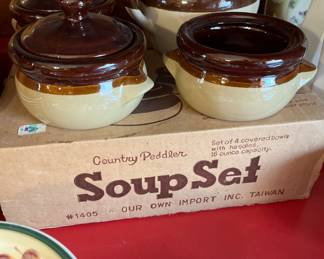 Country Peddler
Set of 4 covered bowls
with handles,
16 ounce capacity.
Soup Set
#1405 - OUR OWN IMPORT INC. TAIWAN